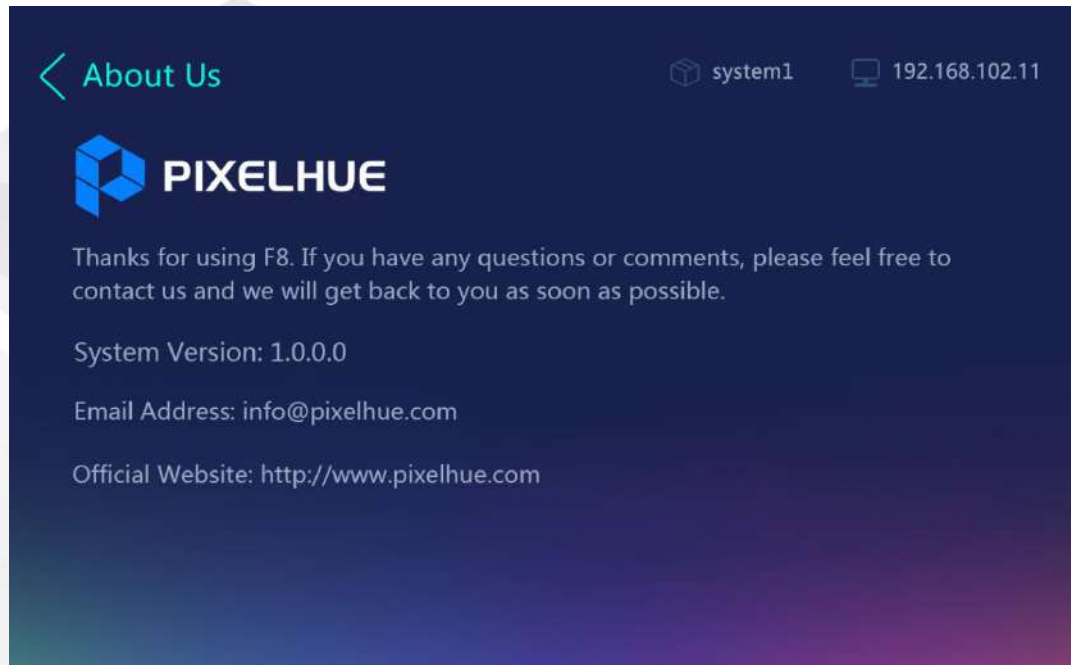 About Us
system1
192.168.102.11
PIXELHUE
Thanks for using F8. If you have any questions or comments, please feel free to
contact us and we will get back to you as soon as possible.
System Version: 1.0.0.0
Email Address: info@pixelhue.com
Official Website: http://www.pixelhue.com